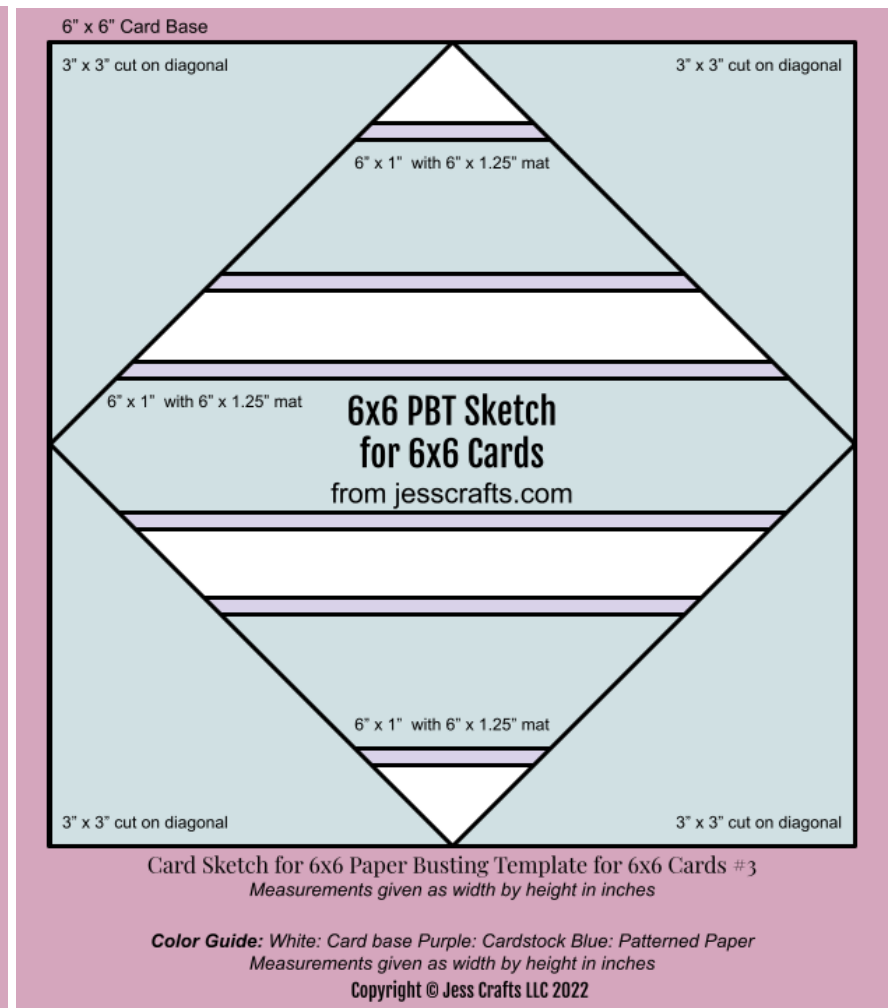 6” x 6” Card Base
3” x 3” cut on diagonal
3” x 3” cut on diagonal
6” x 1”  with 6” x 1.25” mat
6” x 1”  with 6” x 1.25” mat
6x6 PBT Sketch
for 6x6 Cards
from jesscrafts.com
6” x 1”  with 6” x 1.25” mat
3” x 3” cut on diagonal
3” x 3” cut on diagonal
Card Sketch for 6x6 Paper Busting Template for 6x6 Cards #3
Measurements given as width by height in inches
Color Guide: White: Card base Purple: Cardstock Blue: Patterned Paper
Measurements given as width by height in inches
Copyright © Jess Crafts LLC 2022